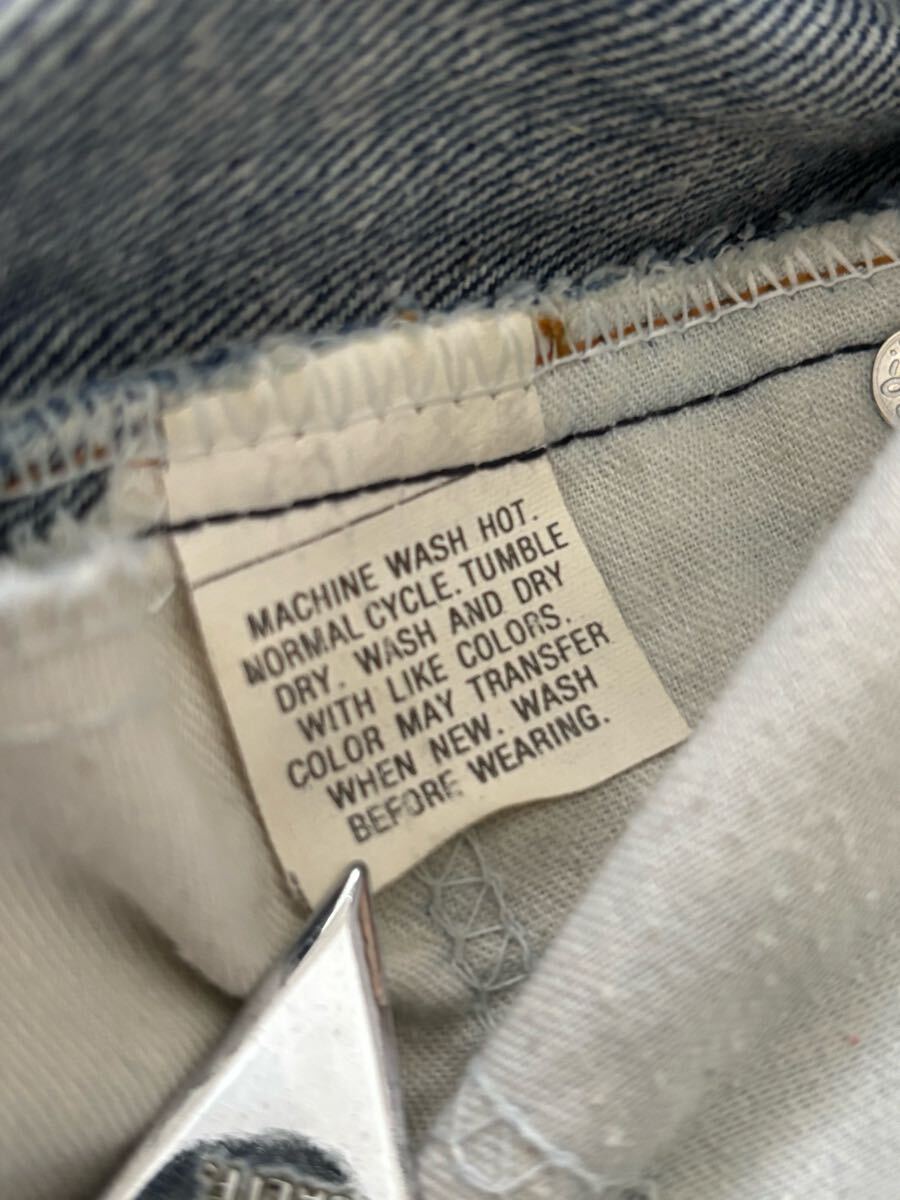 MACHINE WASH HOT.
NORMAL CYCLE. TUMBLE
DRY. WASH AND DRY
WITH LIKE COLORS.
COLOR MAY TRANSFER
WHEN NEW. WASH
BEFORE WEARING.